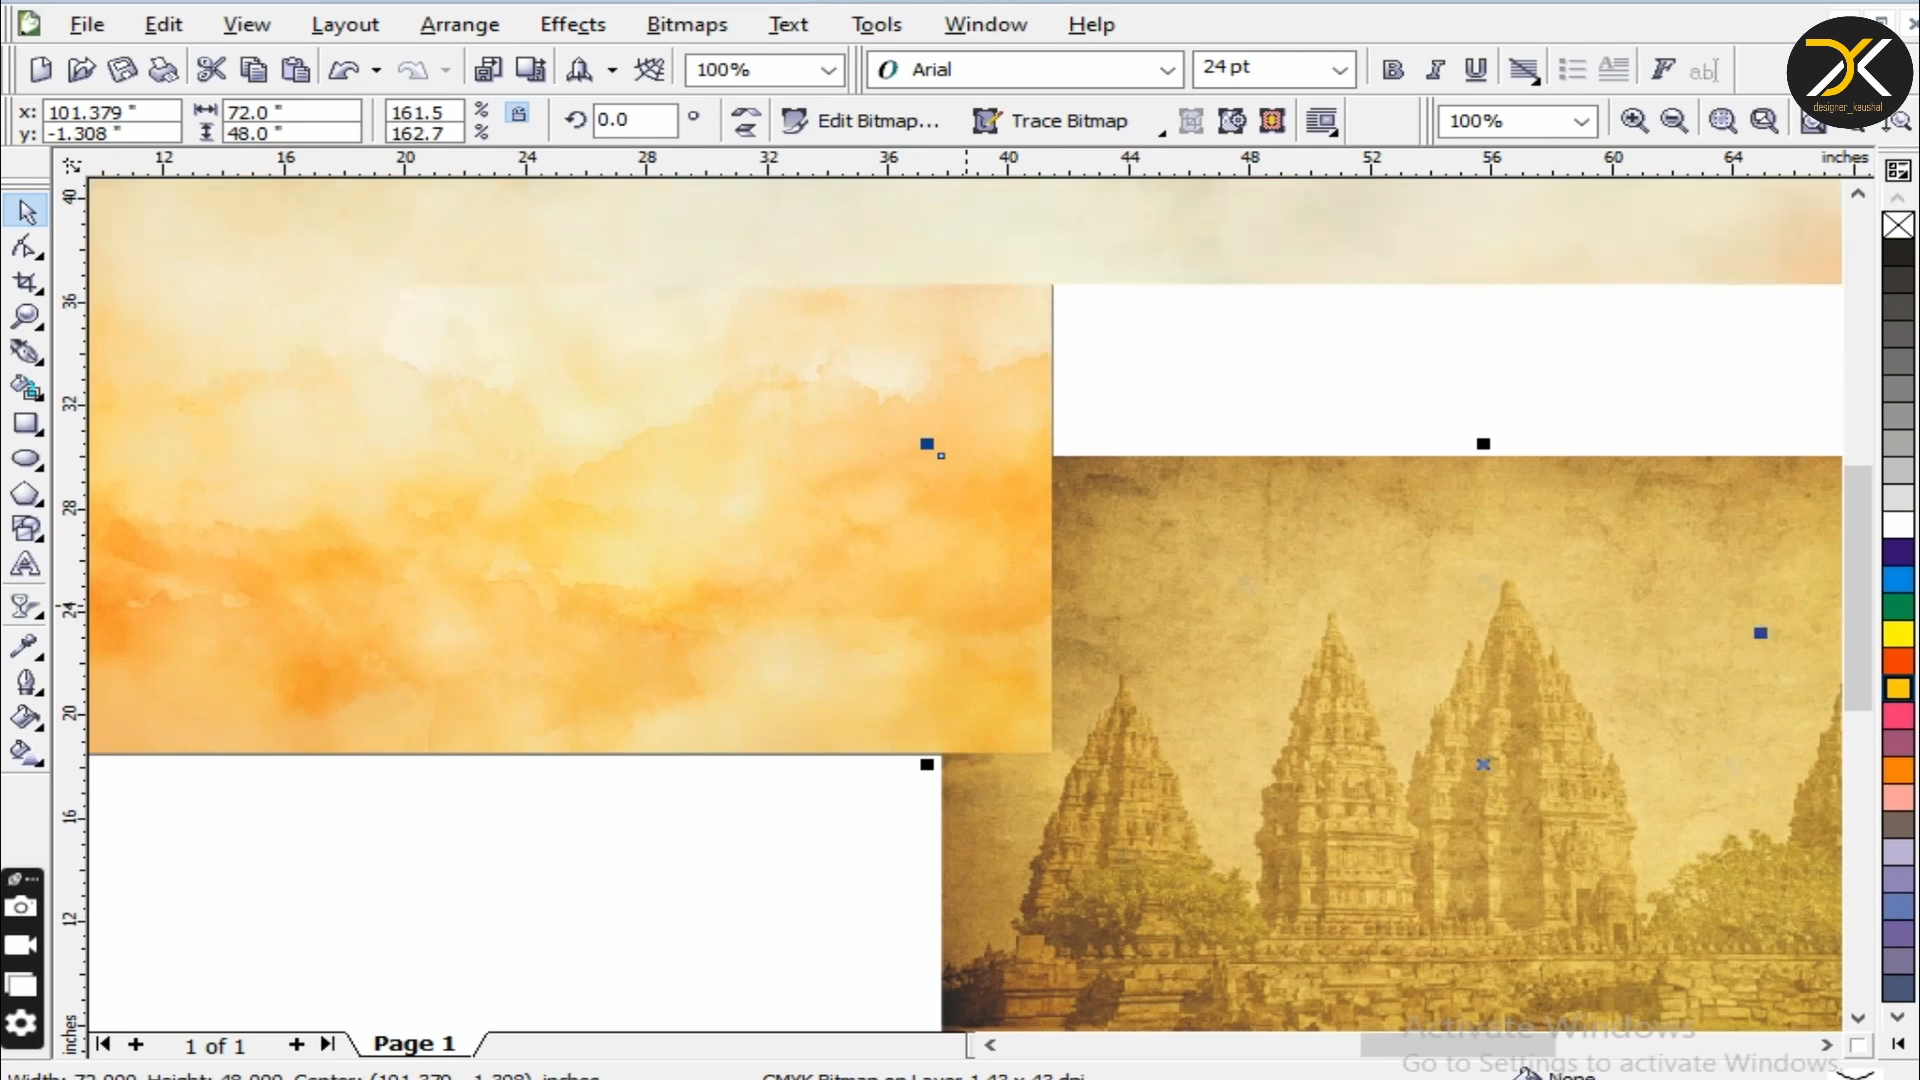 File Edit View Layout Arrange Effects Bitmaps Text Tools Window Help
100% O Arial 24 pt B I U F ab
x: 101.379 " 72.0 " 161.5 % 0.0 ° Edit Bitmap... Trace Bitmap 100%
y: -1.308 " 48.0 " 162.7 %
designer_kaushal
12 16 20 24 28 32 36 40 44 48 52 56 60 64 inches
40
36
32
28
24
20
16
12
inches
1 of 1 Page 1
Activate Windows
Go to Settings to activate Windows.
Width: 72.000 Height: 48.000 Center: (101.379, -1.308) inches CMYK Bitmap on Layer 1 43 x 43 dpi None